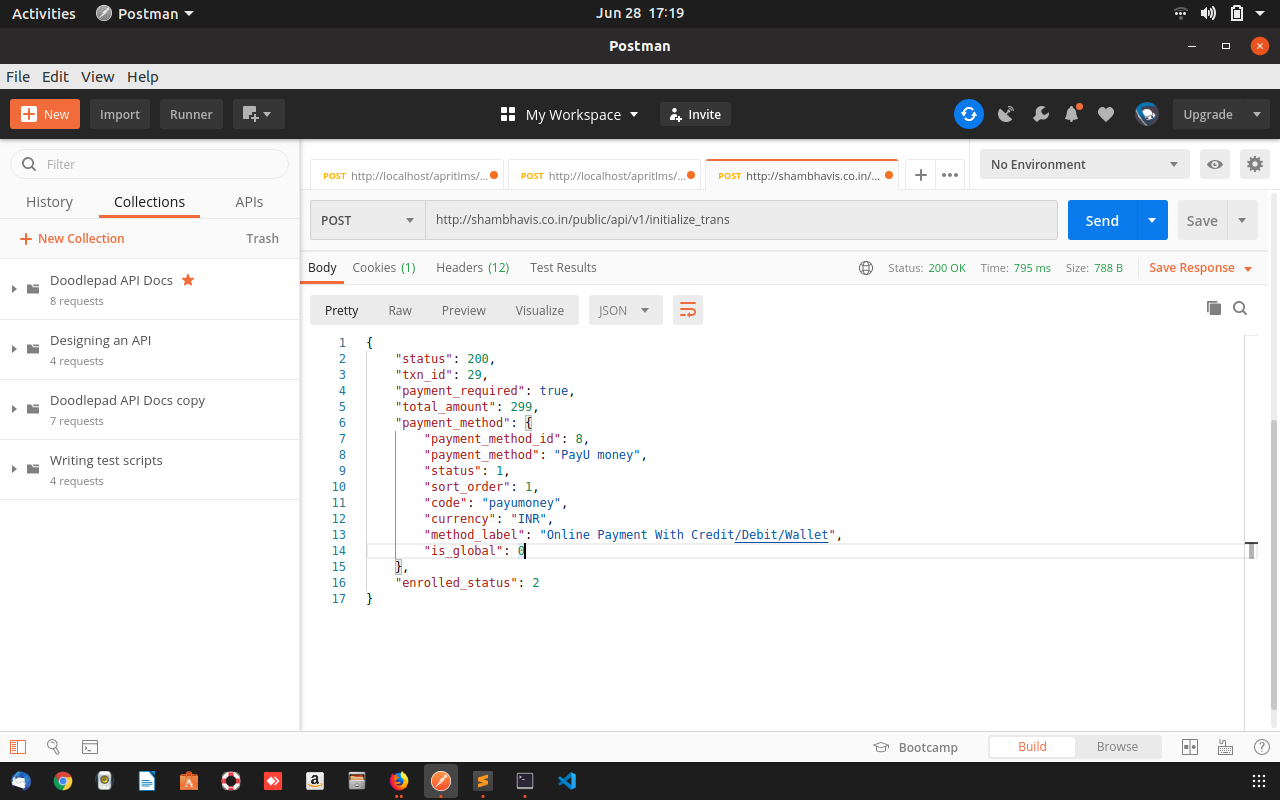 Activities Postman Jun 28 17:19
Postman
File Edit View Help
New Import Runner My Workspace Invite Upgrade
Filter
History Collections APIs
New Collection Trash
Doodlepad API Docs
8 requests
Designing an API
4 requests
Doodlepad API Docs copy
7 requests
Writing test scripts
4 requests
POST http://localhost/apritlms/... POST http://localhost/apritlms/... POST http://shambhavis.co.in/... No Environment
POST http://shambhavis.co.in/public/api/v1/initialize_trans Send Save
Body Cookies (1) Headers (12) Test Results Status: 200 OK Time: 795 ms Size: 788 B Save Response
Pretty Raw Preview Visualize JSON
1 {
2 "status": 200,
3 "txn_id": 29,
4 "payment_required": true,
5 "total_amount": 299,
6 "payment_method": {
7 "payment_method_id": 8,
8 "payment_method": "PayU money",
9 "status": 1,
10 "sort_order": 1,
11 "code": "payumoney",
12 "currency": "INR",
13 "method_label": "Online Payment With Credit/Debit/Wallet",
14 "is_global": 0
15 },
16 "enrolled_status": 2
17 }
Bootcamp Build Browse